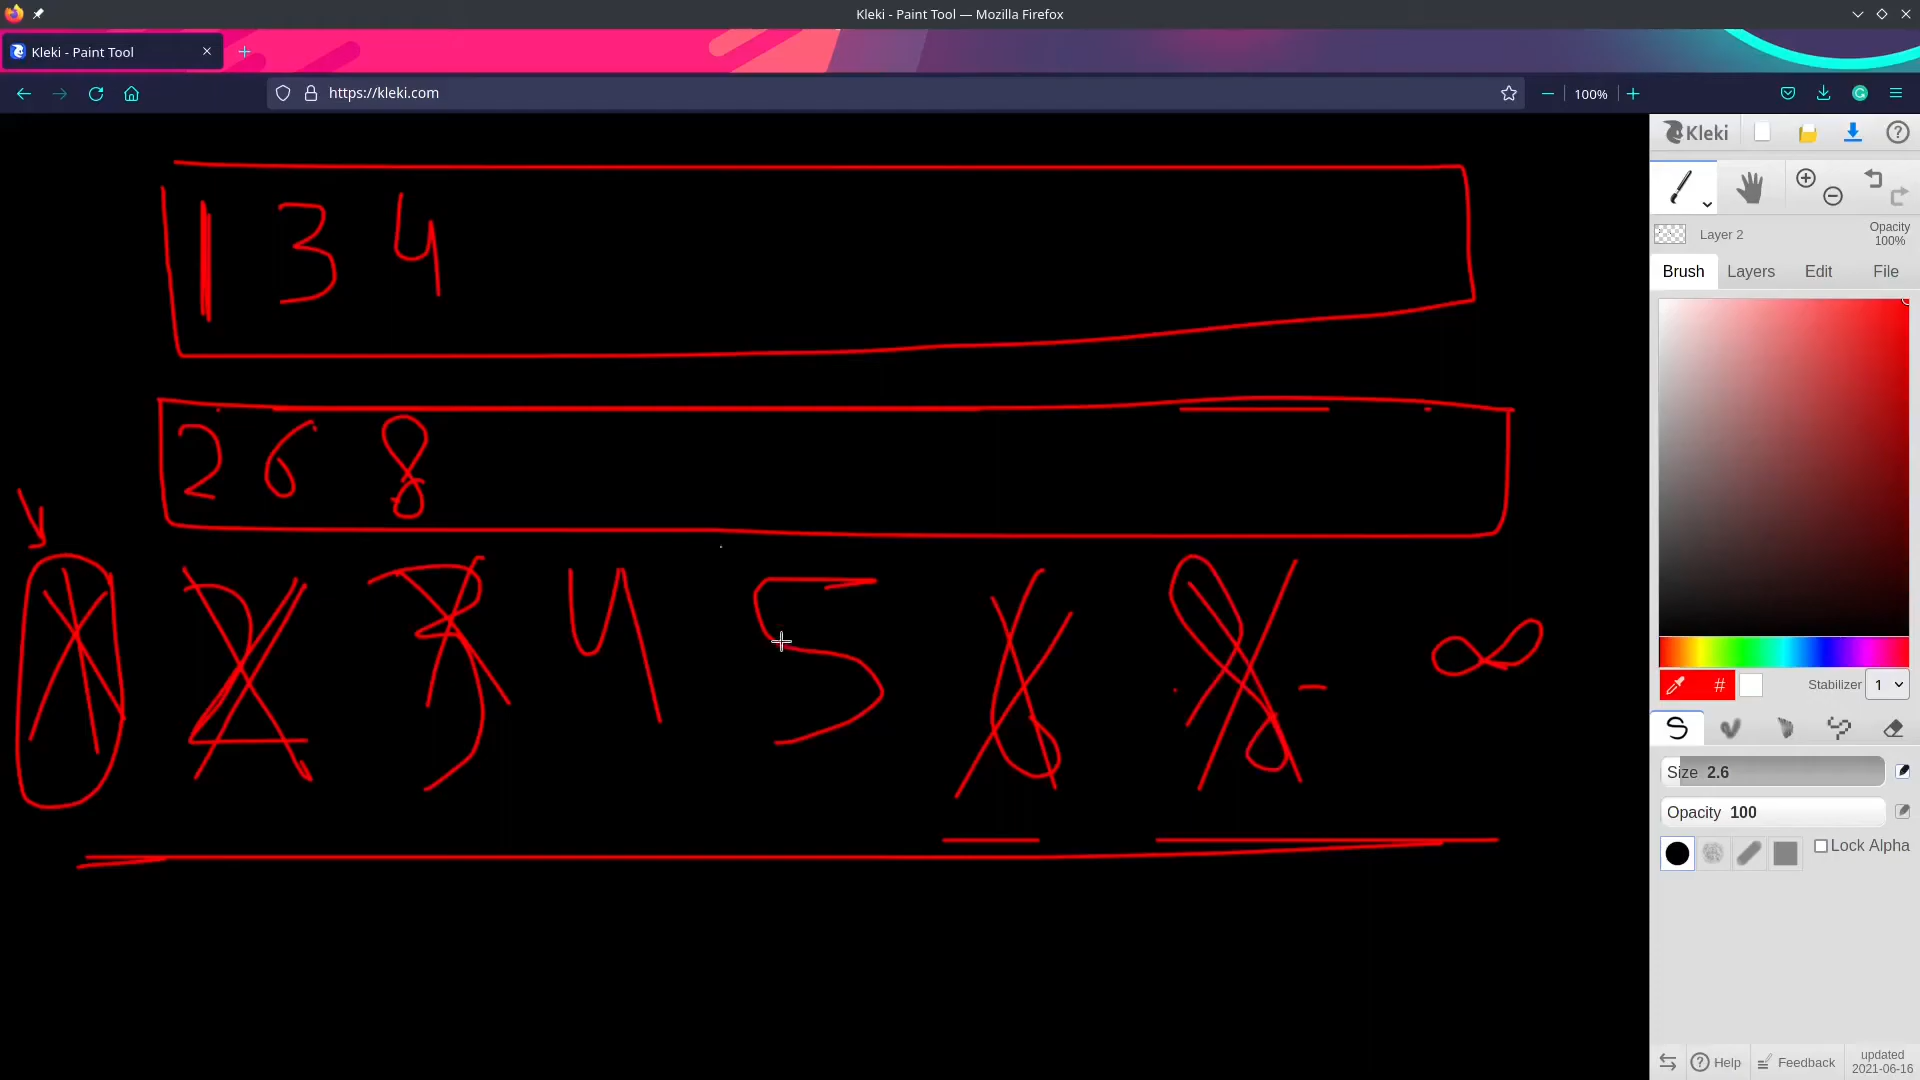 Kleki - Paint Tool — Mozilla Firefox
Kleki - Paint Tool
https://kleki.com
100%
Kleki
1 3 4
Layer 2
Opacity
100%
Brush Layers Edit File
2 6 8
2 3 4 5 6 8 ∞
# Stabilizer 1
Size 2.6
Opacity 100
Lock Alpha
Help Feedback updated
2021-06-16